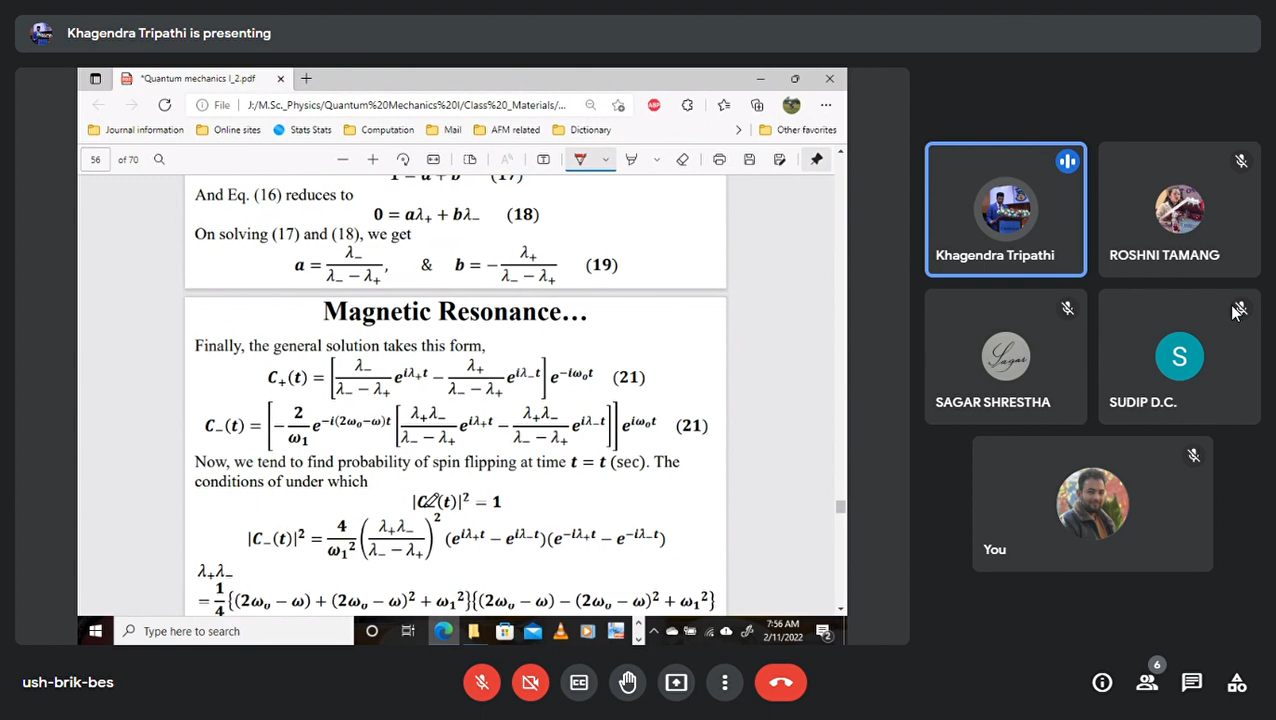 Khagendra Tripathi is presenting
*Quantum mechanics I_2.pdf
File J:/M.Sc._Physics/Quantum%20Mechanics%20I/Class%20_Materials/...
Journal information Online sites Stats Stats Computation Mail AFM related Dictionary Other favorites
56 of 70
1 = a + b (17)
And Eq. (16) reduces to
0 = aλ₊ + bλ₋ (18)
On solving (17) and (18), we get
a = λ₋/(λ₋ − λ₊), & b = − λ₊/(λ₋ − λ₊) (19)
Magnetic Resonance…
Finally, the general solution takes this form,
C₊(t) = [λ₋/(λ₋ − λ₊) e^{iλ₊t} − λ₊/(λ₋ − λ₊) e^{iλ₋t}] e^{−iω₀t} (21)
C₋(t) = [−2/ω₁ e^{−i(2ω₀−ω)t} [λ₊λ₋/(λ₋ − λ₊) e^{iλ₊t} − λ₊λ₋/(λ₋ − λ₊) e^{iλ₋t}]] e^{iω₀t} (21)
Now, we tend to find probability of spin flipping at time t = t (sec). The
conditions of under which
|C (t)|² = 1
|C₋(t)|² = 4/ω₁² (λ₊λ₋/(λ₋ − λ₊))² (e^{iλ₊t} − e^{iλ₋t})(e^{−iλ₊t} − e^{−iλ₋t})
λ₊λ₋
= 1/4 {(2ω₀ − ω) + (2ω₀ − ω)² + ω₁²}{(2ω₀ − ω) − (2ω₀ − ω)² + ω₁²}
Type here to search
7:56 AM
2/11/2022
2
Khagendra Tripathi
ROSHNI TAMANG
Sagar
SAGAR SHRESTHA
S
SUDIP D.C.
You
ush-brik-bes
6